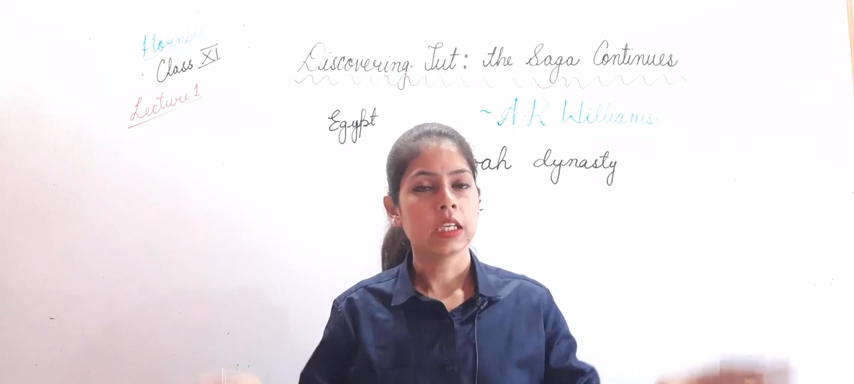 Class XI
Lecture 1
Discovering Tut: the Saga Continues
Egypt
~ A. R Williams
dynasty